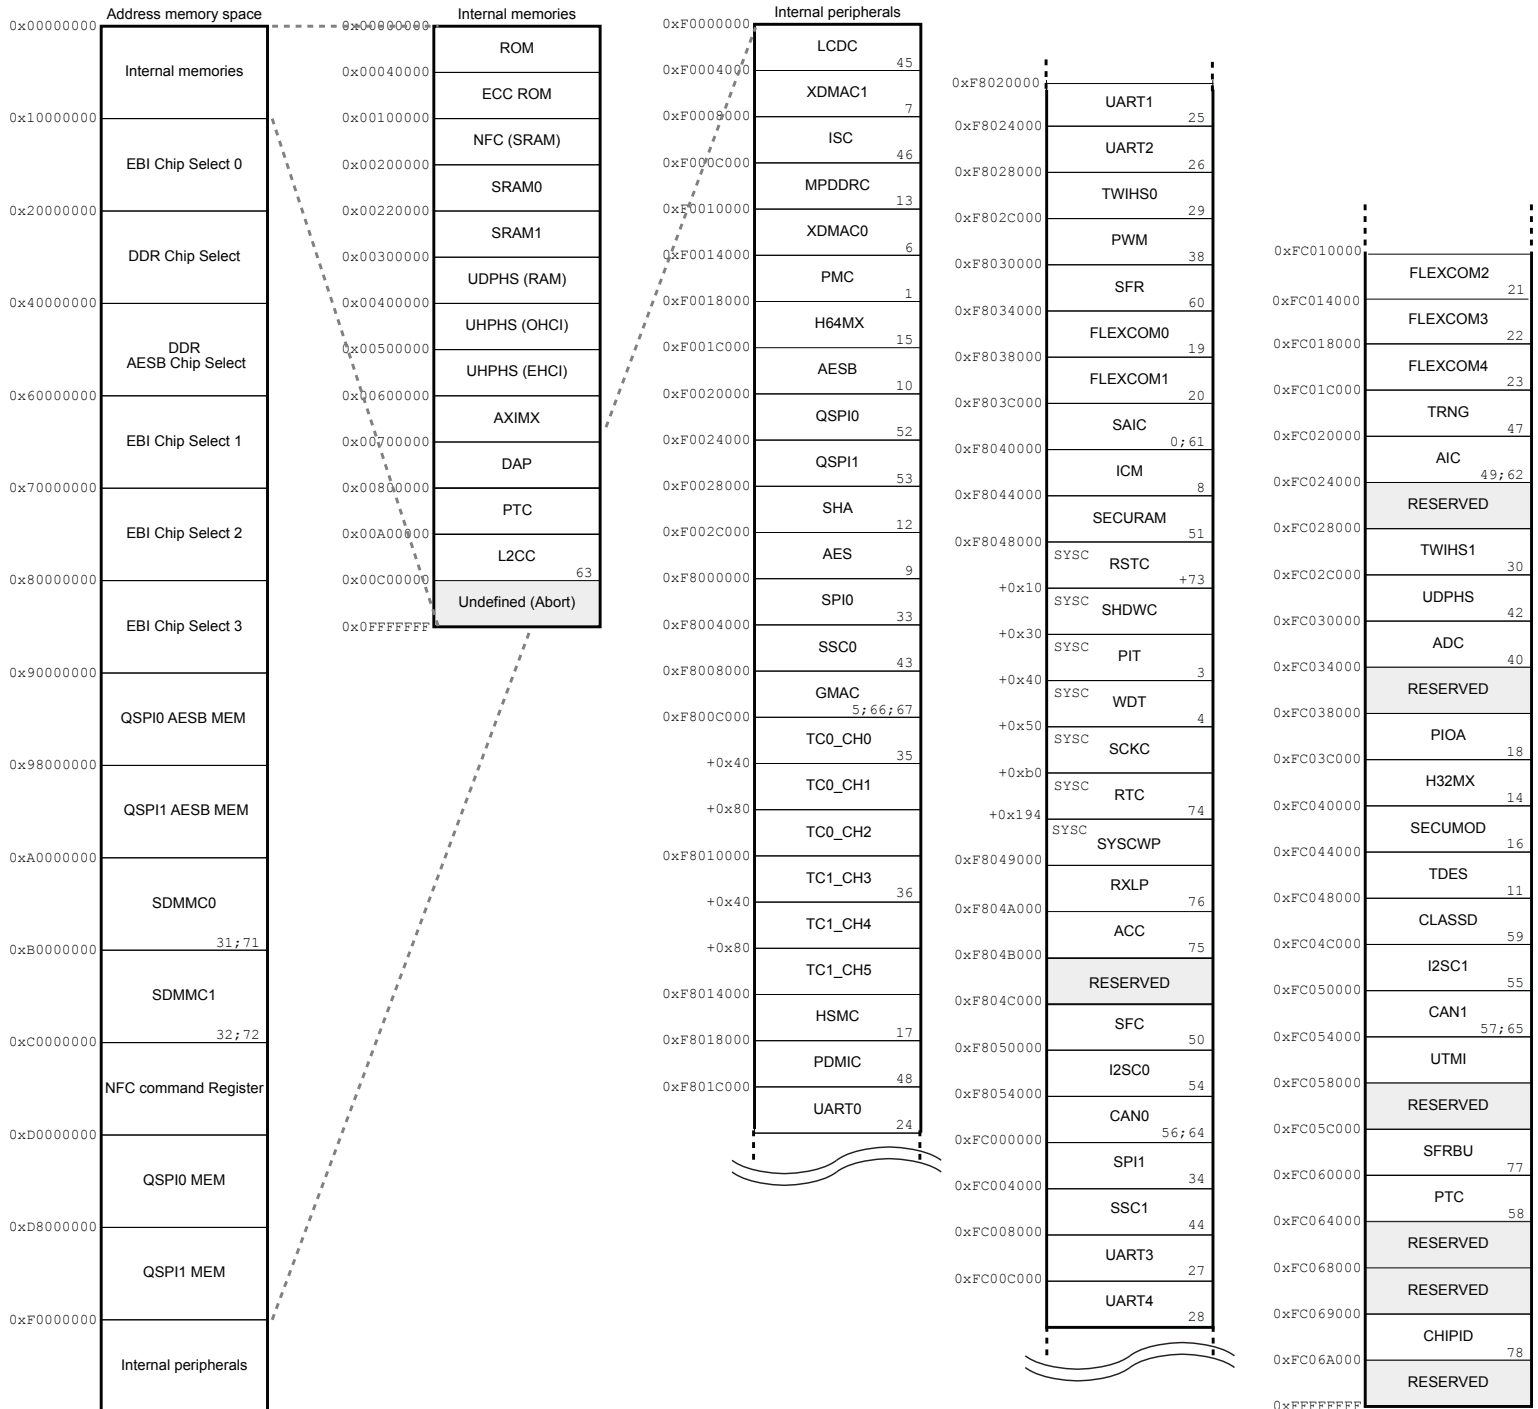 Address memory space
0x00000000
Internal memories
0x10000000
EBI Chip Select 0
0x20000000
DDR Chip Select
0x40000000
DDR
AESB Chip Select
0x60000000
EBI Chip Select 1
0x70000000
EBI Chip Select 2
0x80000000
EBI Chip Select 3
0x90000000
QSPI0 AESB MEM
0x98000000
QSPI1 AESB MEM
0xA0000000
SDMMC0
31;71
0xB0000000
SDMMC1
32;72
0xC0000000
NFC command Register
0xD0000000
QSPI0 MEM
0xD8000000
QSPI1 MEM
0xF0000000
Internal peripherals
Internal memories
0x00000000
ROM
0x00040000
ECC ROM
0x00100000
NFC (SRAM)
0x00200000
SRAM0
0x00220000
SRAM1
0x00300000
UDPHS (RAM)
0x00400000
UHPHS (OHCI)
0x00500000
UHPHS (EHCI)
0x00600000
AXIMX
0x00700000
DAP
0x00800000
PTC
0x00A00000
L2CC
63
0x00C00000
Undefined (Abort)
0x0FFFFFFF
Internal peripherals
0xF0000000
LCDC
45
0xF0004000
XDMAC1
7
0xF0008000
ISC
46
0xF000C000
MPDDRC
13
0xF0010000
XDMAC0
6
0xF0014000
PMC
1
0xF0018000
H64MX
15
0xF001C000
AESB
10
0xF0020000
QSPI0
52
0xF0024000
QSPI1
53
0xF0028000
SHA
12
0xF002C000
AES
9
0xF8000000
SPI0
33
0xF8004000
SSC0
43
0xF8008000
GMAC
5;66;67
0xF800C000
TC0_CH0
35
+0x40
TC0_CH1
+0x80
TC0_CH2
0xF8010000
TC1_CH3
36
+0x40
TC1_CH4
+0x80
TC1_CH5
0xF8014000
HSMC
17
0xF8018000
PDMIC
48
0xF801C000
UART0
24
0xF8020000
UART1
25
0xF8024000
UART2
26
0xF8028000
TWIHS0
29
0xF802C000
PWM
38
0xF8030000
SFR
60
0xF8034000
FLEXCOM0
19
0xF8038000
FLEXCOM1
20
0xF803C000
SAIC
0;61
0xF8040000
ICM
8
0xF8044000
SECURAM
51
0xF8048000
SYSC
RSTC
+73
+0x10
SYSC
SHDWC
+0x30
SYSC
PIT
3
+0x40
SYSC
WDT
4
+0x50
SYSC
SCKC
+0xb0
SYSC
RTC
74
+0x194
SYSC
SYSCWP
0xF8049000
RXLP
76
0xF804A000
ACC
75
0xF804B000
RESERVED
0xF804C000
SFC
50
0xF8050000
I2SC0
54
0xF8054000
CAN0
56;64
0xFC000000
SPI1
34
0xFC004000
SSC1
44
0xFC008000
UART3
27
0xFC00C000
UART4
28
0xFC010000
FLEXCOM2
21
0xFC014000
FLEXCOM3
22
0xFC018000
FLEXCOM4
23
0xFC01C000
TRNG
47
0xFC020000
AIC
49;62
0xFC024000
RESERVED
0xFC028000
TWIHS1
30
0xFC02C000
UDPHS
42
0xFC030000
ADC
40
0xFC034000
RESERVED
0xFC038000
PIOA
18
0xFC03C000
H32MX
14
0xFC040000
SECUMOD
16
0xFC044000
TDES
11
0xFC048000
CLASSD
59
0xFC04C000
I2SC1
55
0xFC050000
CAN1
57;65
0xFC054000
UTMI
0xFC058000
RESERVED
0xFC05C000
SFRBU
77
0xFC060000
PTC
58
0xFC064000
RESERVED
0xFC068000
RESERVED
0xFC069000
CHIPID
78
0xFC06A000
RESERVED
0xFFFFFFFF